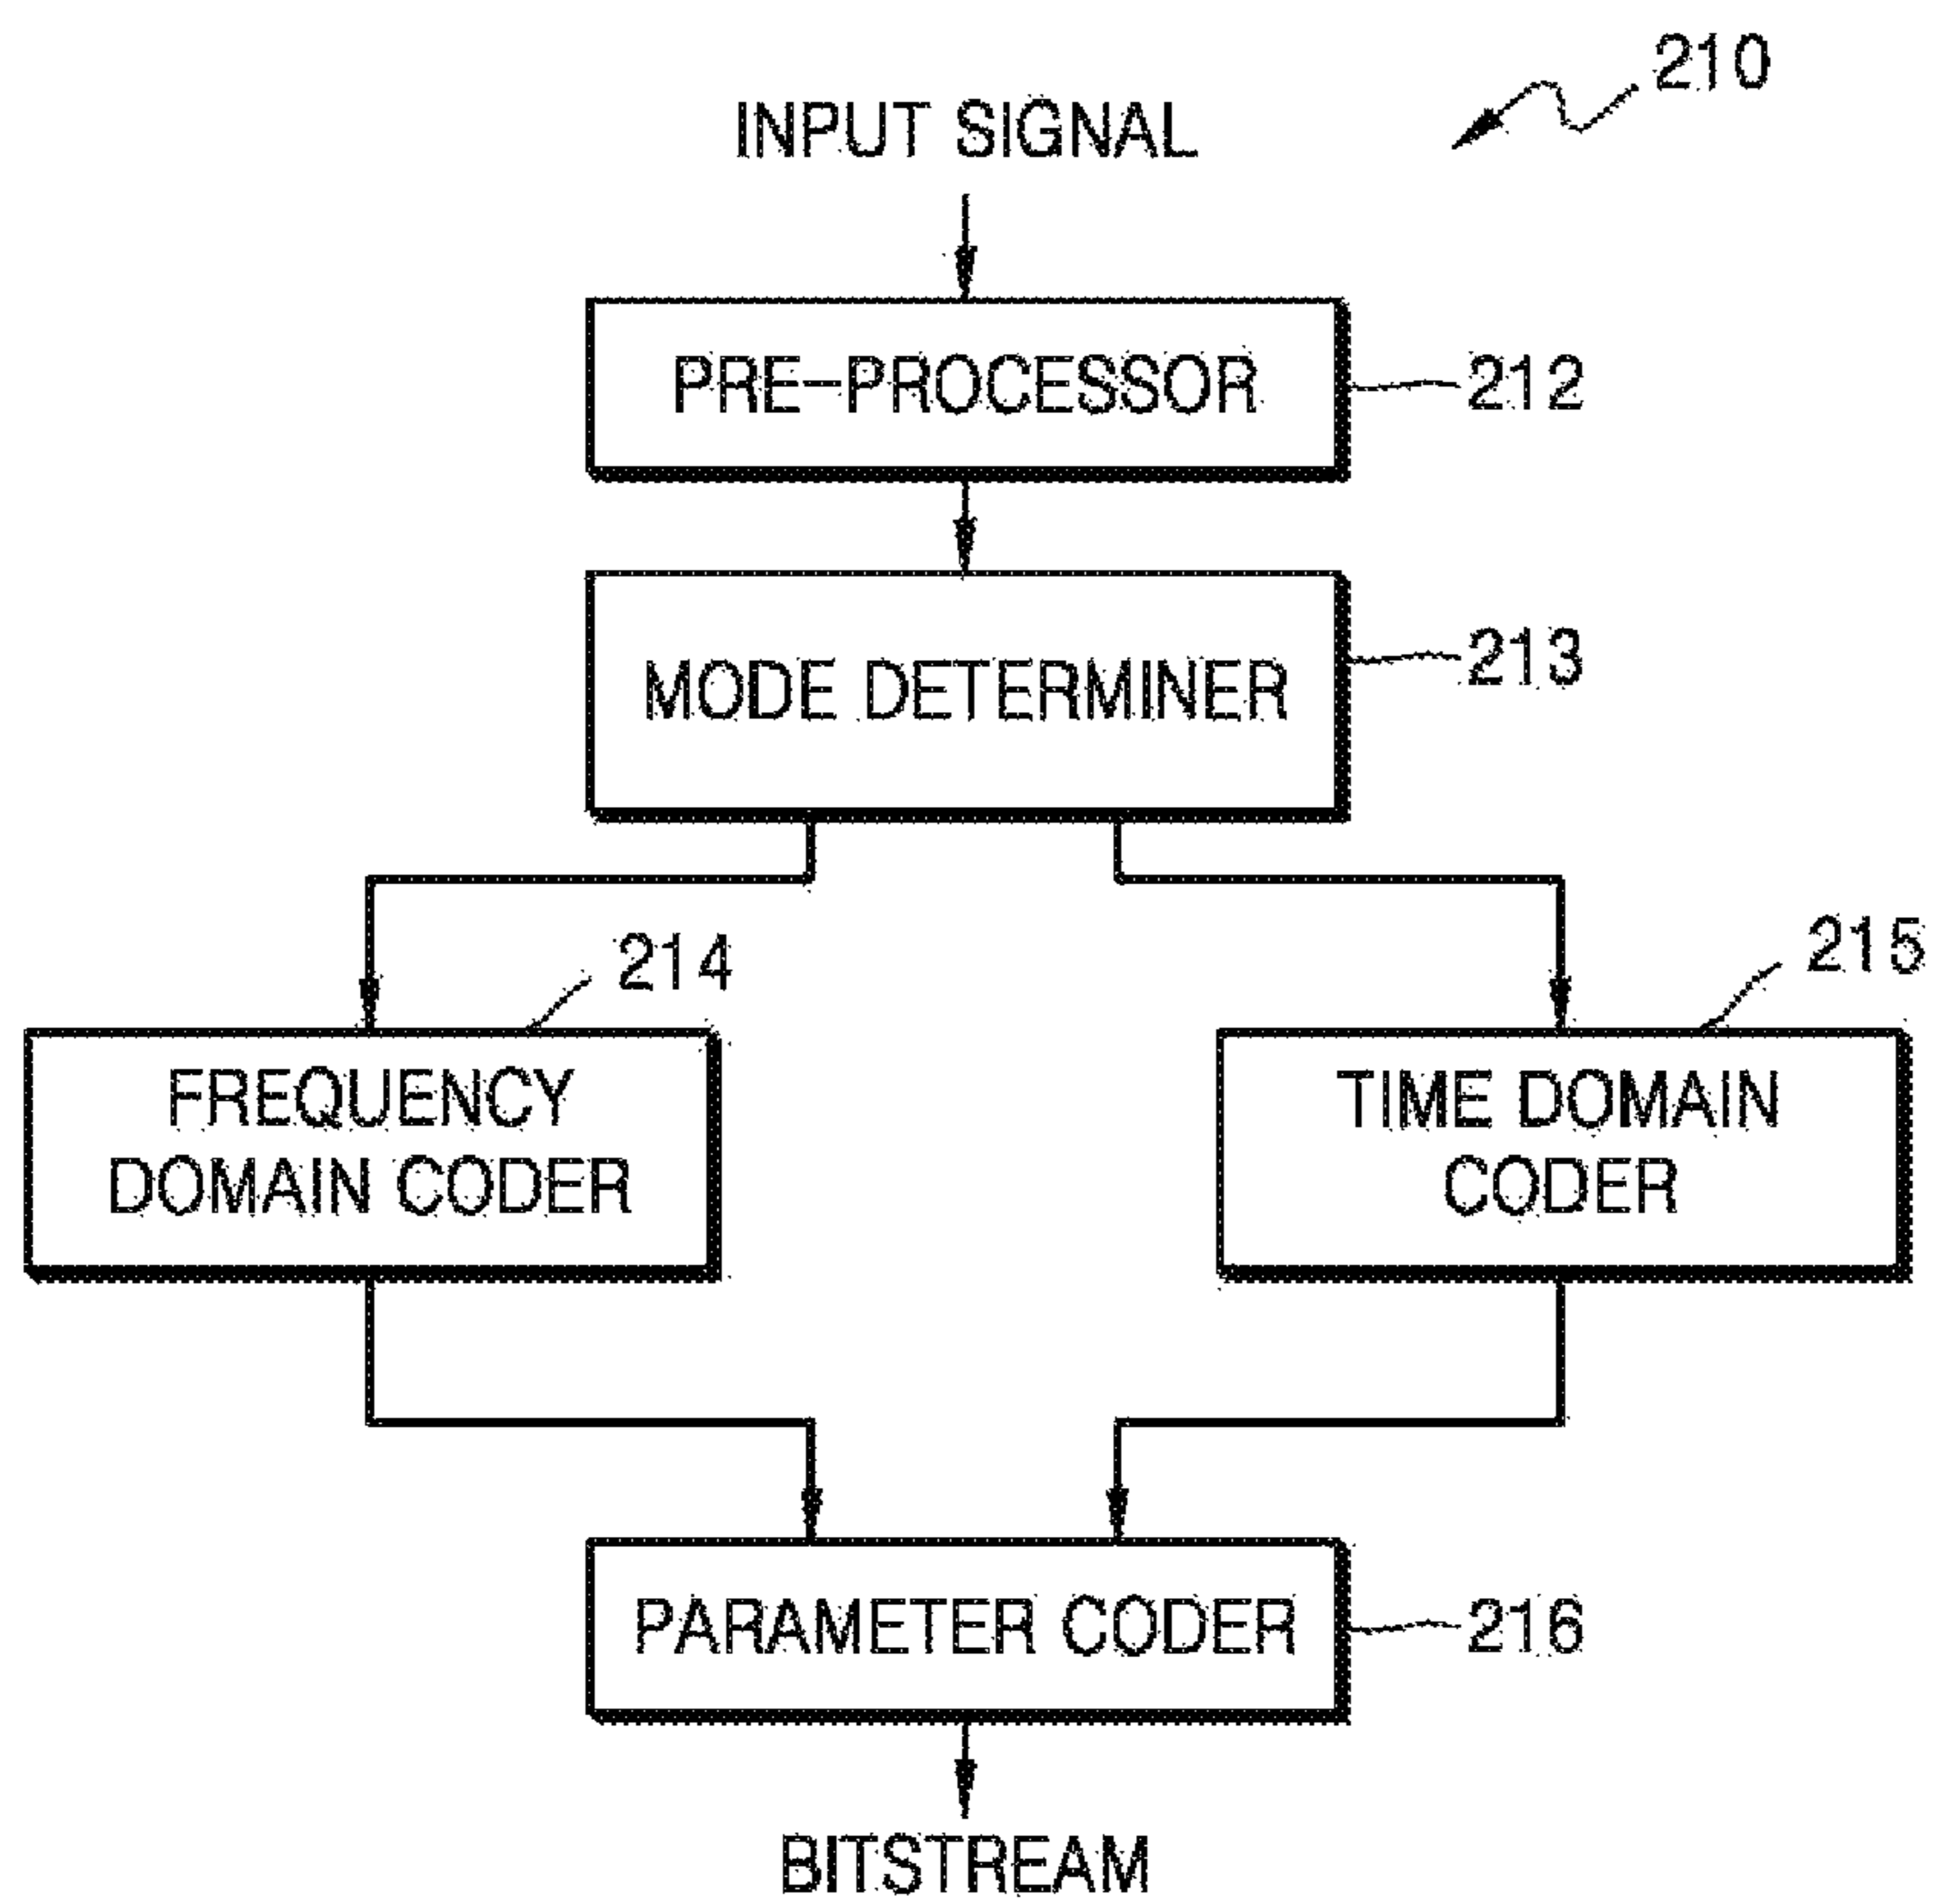 210
INPUT SIGNAL
PRE-PROCESSOR
212
MODE DETERMINER
213
214
215
FREQUENCY
DOMAIN CODER
TIME DOMAIN
CODER
PARAMETER CODER
216
BITSTREAM